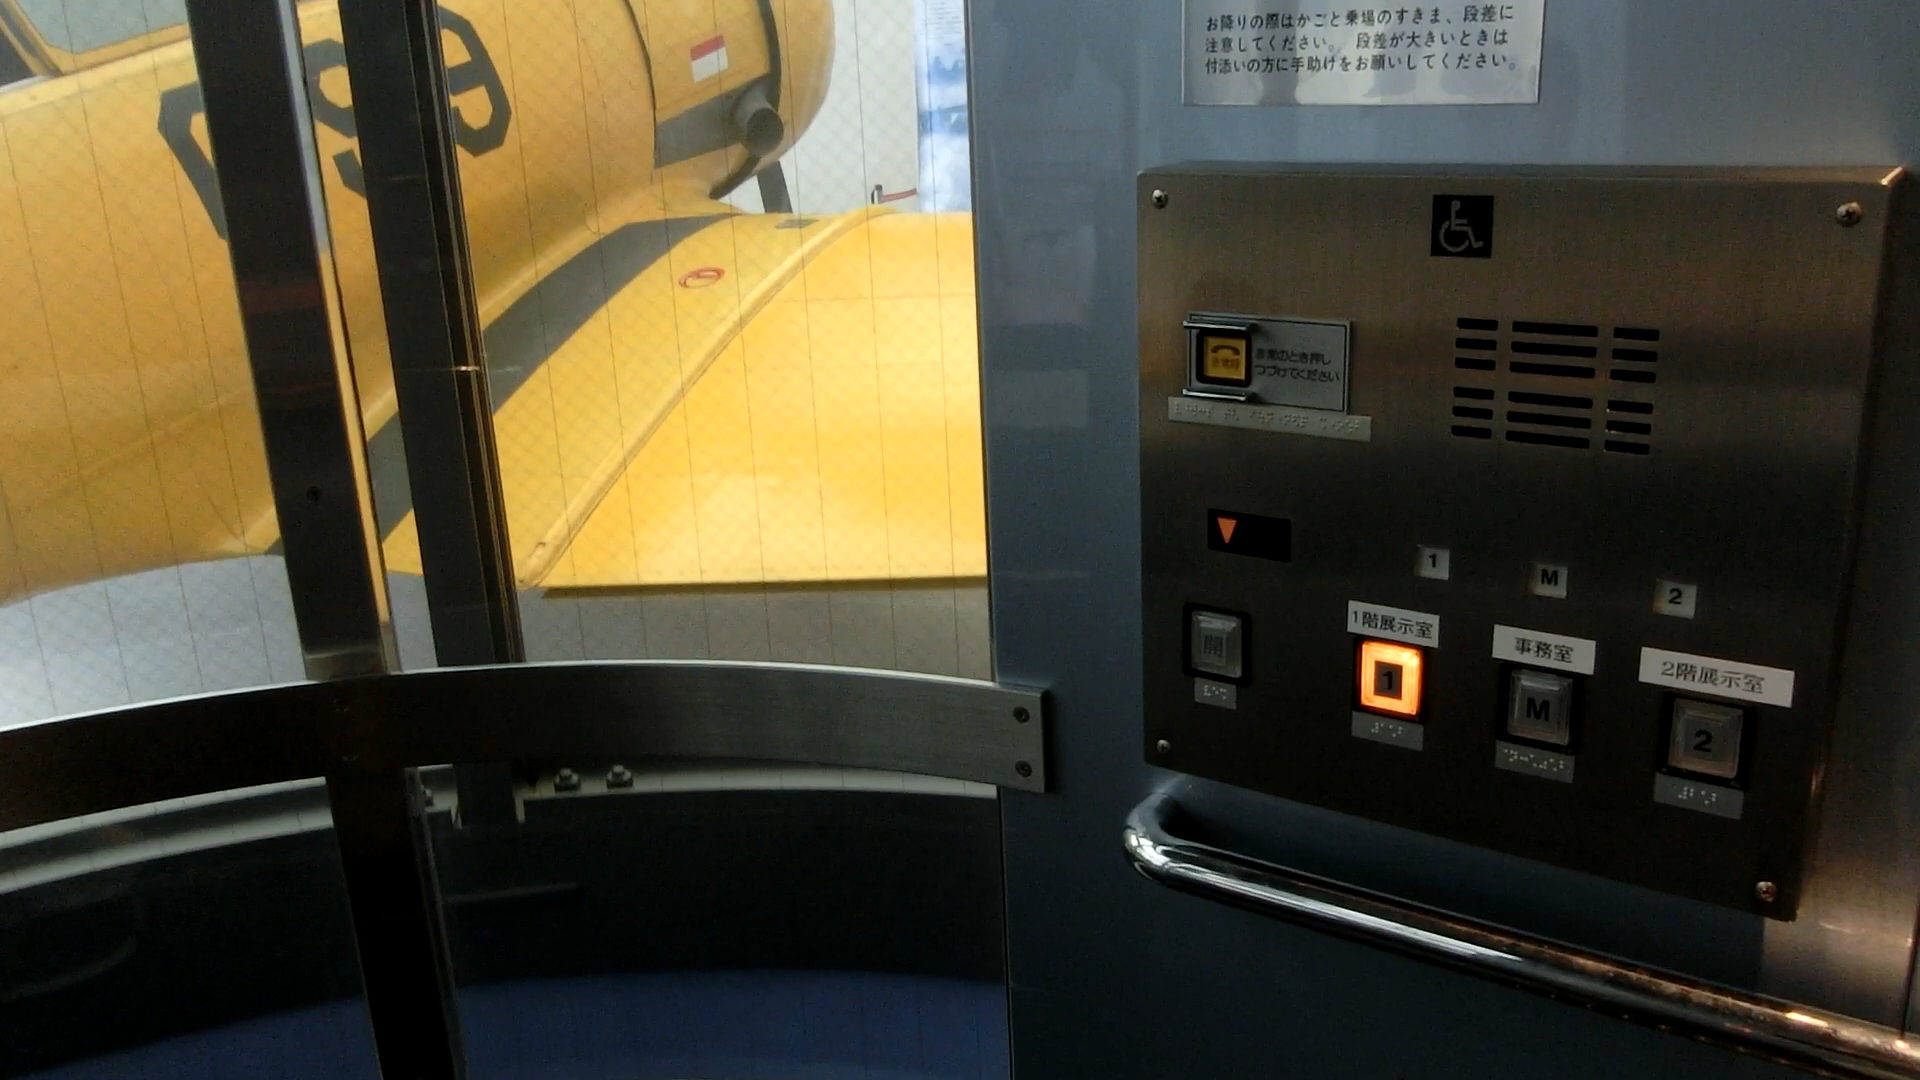 お降りの際はかごと乗場のすきま、段差に
注意してください。 段差が大きいときは
付添いの方に手助けをお願いしてください。
非常のとき押し
つづけてください
1
M
2
開
1階展示室
1
事務室
M
2階展示室
2